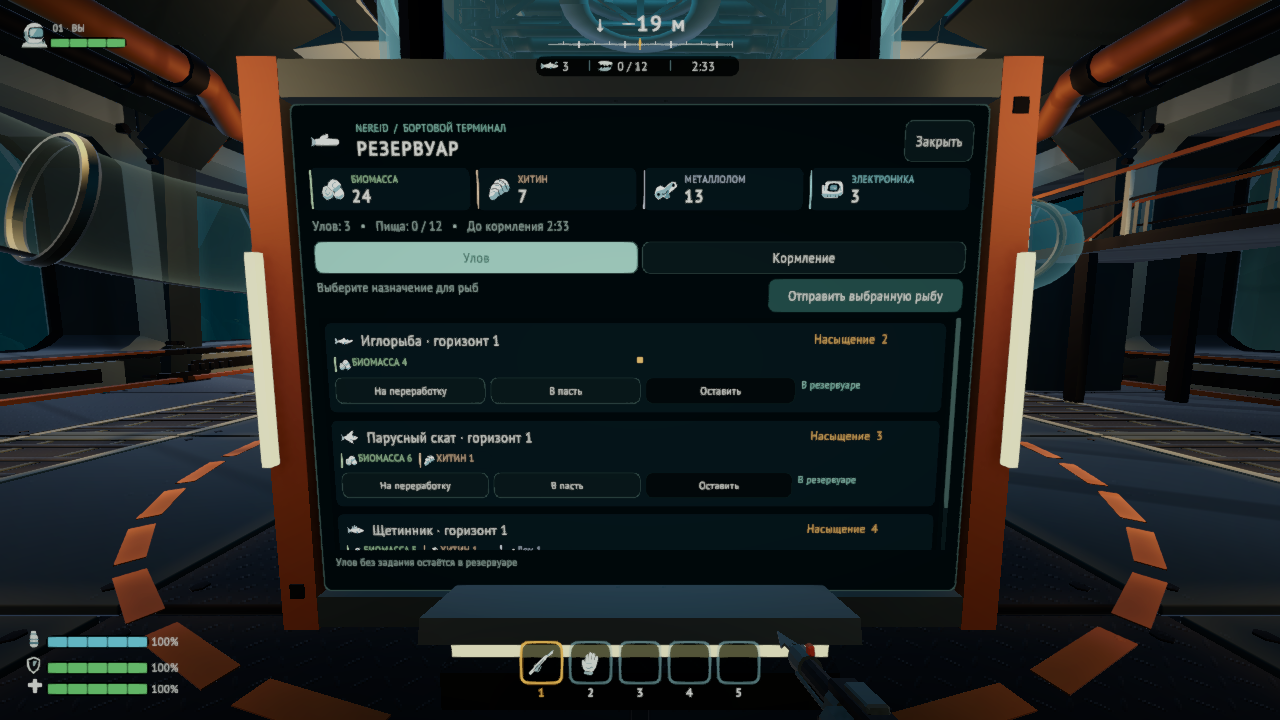 01 · ВЫ
↓ −19 м
3 0 / 12 2:33
NEREID / БОРТОВОЙ ТЕРМИНАЛ
РЕЗЕРВУАР
Закрыть
БИОМАССА
24
ХИТИН
7
МЕТАЛЛОЛОМ
13
ЭЛЕКТРОНИКА
3
Улов: 3 • Пища: 0 / 12 • До кормления 2:33
Улов
Кормление
Выберите назначение для рыб
Отправить выбранную рыбу
Иглорыба · горизонт 1
Насыщение 2
БИОМАССА 4
На переработку
В пасть
Оставить
В резервуаре
Парусный скат · горизонт 1
Насыщение 3
БИОМАССА 6 ХИТИН 1
На переработку
В пасть
Оставить
В резервуаре
Щетинник · горизонт 1
Насыщение 4
БИОМАССА 5 ХИТИН 1
Улов без задания остаётся в резервуаре
100%
100%
100%
1 2 3 4 5